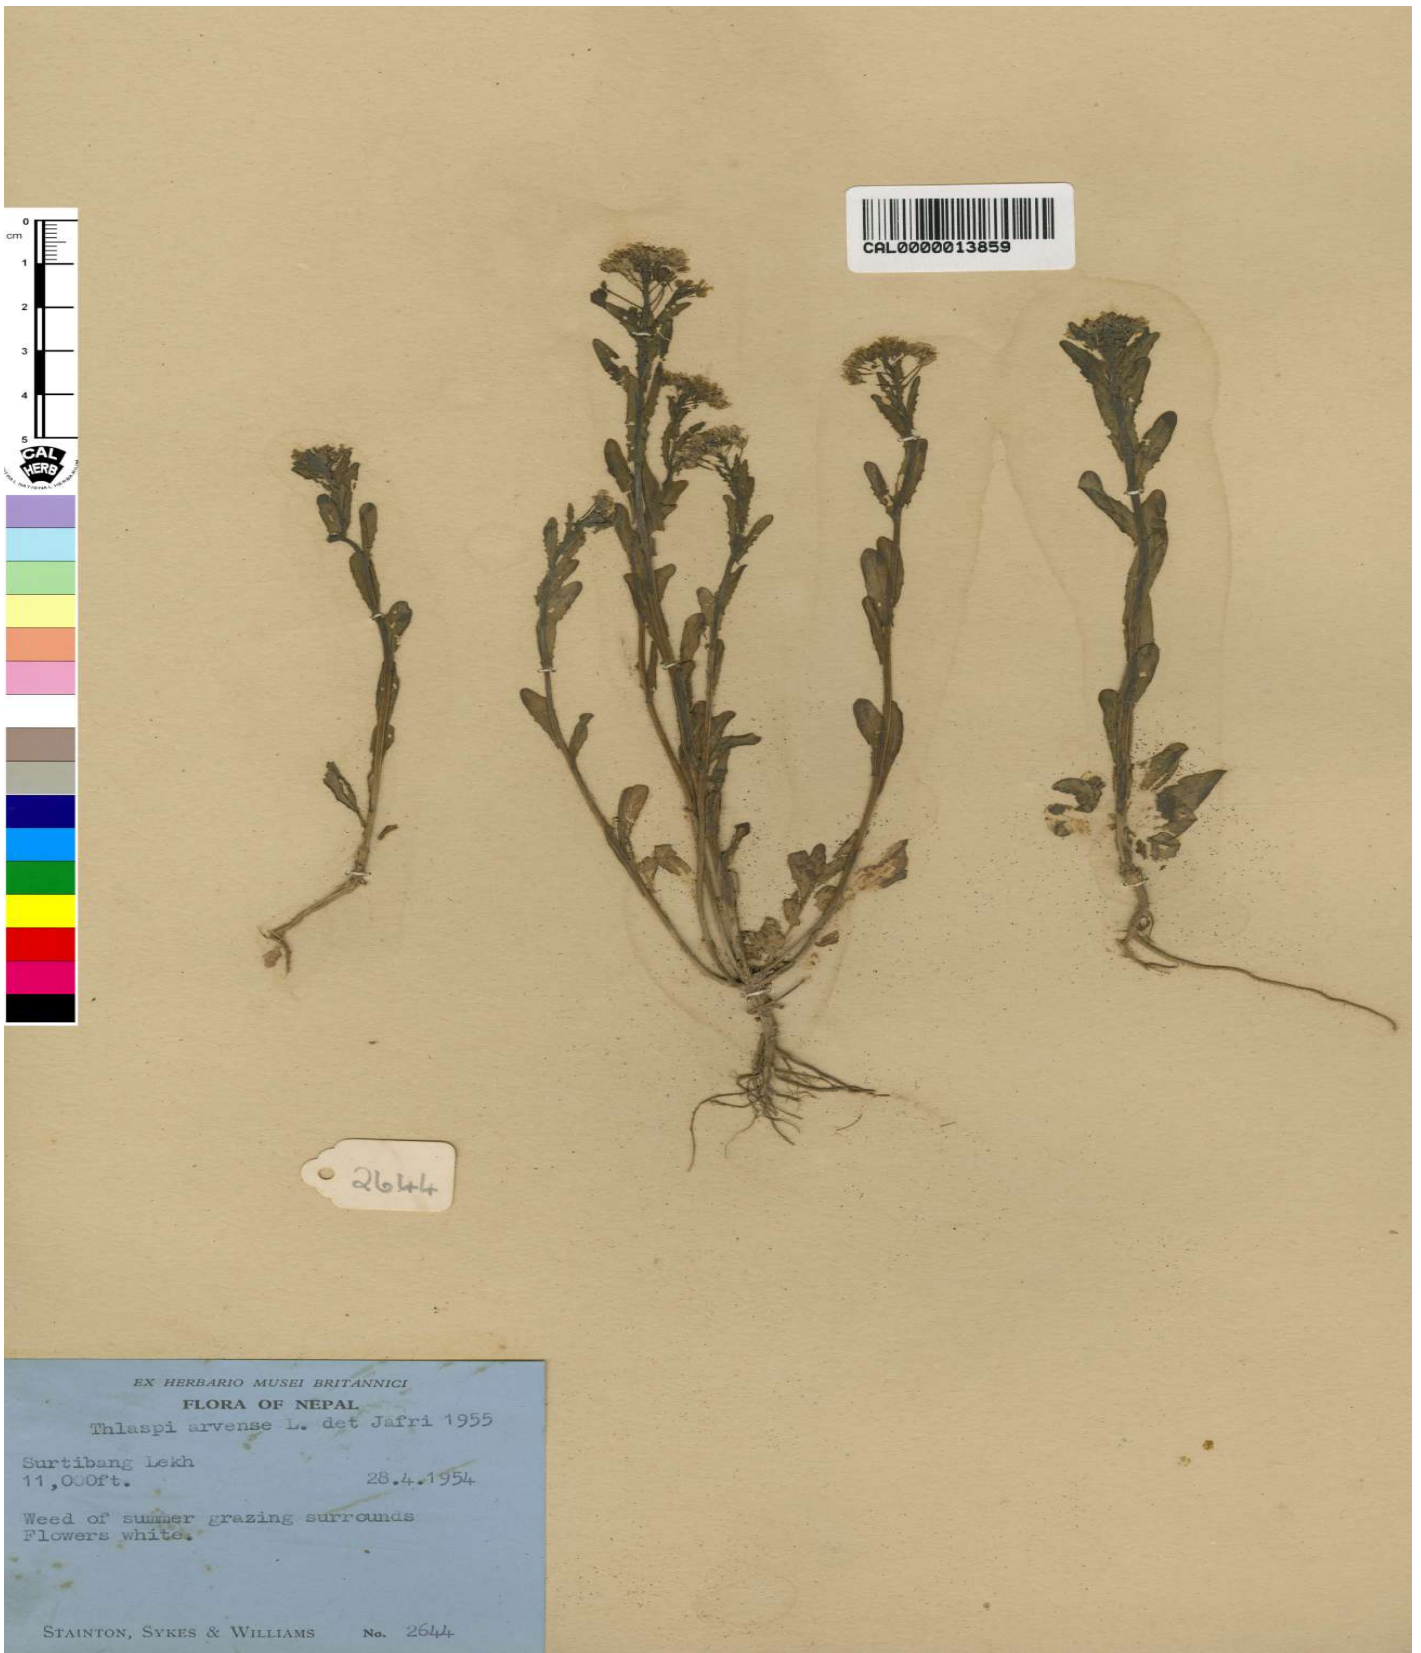 CAL0000013859
0
cm
1
2
3
4
5
CAL
HERB
2644
EX HERBARIO MUSEI BRITANNICI
FLORA OF NEPAL
Thlaspi arvense L. det Jafri 1955
Surtibang Lekh
11,000ft. 28.4.1954
Weed of summer grazing surrounds
Flowers white.
STAINTON, SYKES & WILLIAMS No. 2644